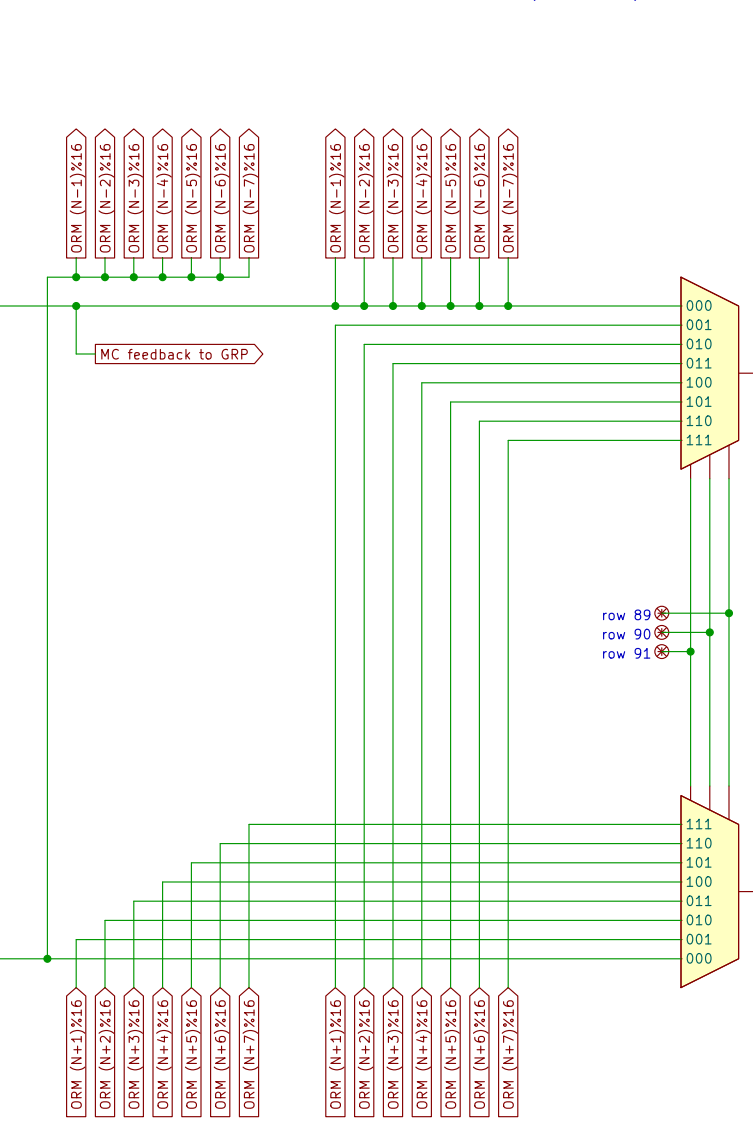 ORM (N-1)%16
ORM (N-2)%16
ORM (N-3)%16
ORM (N-4)%16
ORM (N-5)%16
ORM (N-6)%16
ORM (N-7)%16
ORM (N-1)%16
ORM (N-2)%16
ORM (N-3)%16
ORM (N-4)%16
ORM (N-5)%16
ORM (N-6)%16
ORM (N-7)%16
MC feedback to GRP
000
001
010
011
100
101
110
111
row 89
row 90
row 91
111
110
101
100
011
010
001
000
ORM (N+1)%16
ORM (N+2)%16
ORM (N+3)%16
ORM (N+4)%16
ORM (N+5)%16
ORM (N+6)%16
ORM (N+7)%16
ORM (N+1)%16
ORM (N+2)%16
ORM (N+3)%16
ORM (N+4)%16
ORM (N+5)%16
ORM (N+6)%16
ORM (N+7)%16